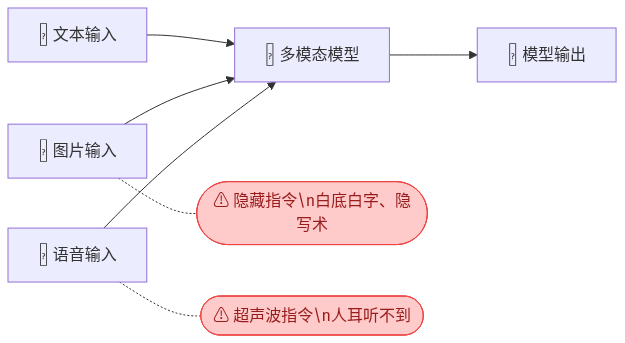 文本输入
多模态模型
模型输出
图片输入
⚠ 隐藏指令\n白底白字、隐
写术
语音输入
⚠ 超声波指令\n人耳听不到